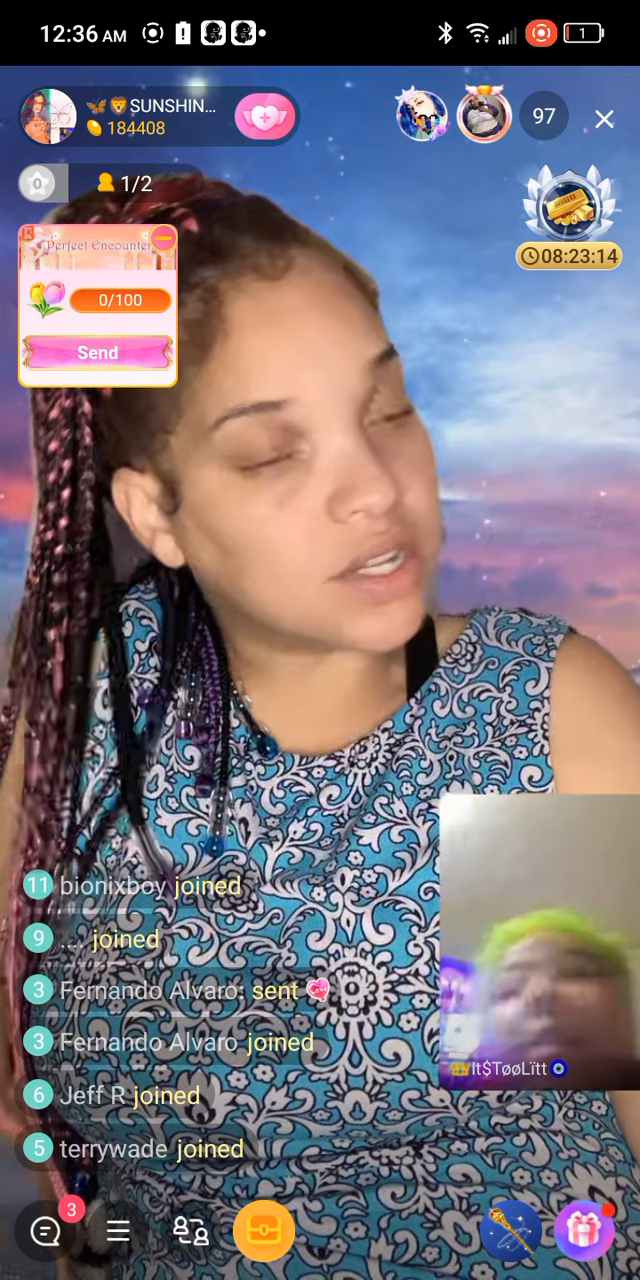 12:36 AM
1
🦋🦁SUNSHIN...
184408
97
0
1/2
08:23:14
Perfect Encounter
0/100
Send
11 bionixboy joined
9 .... joined
3 Fernando Alvaro: sent
3 Fernando Alvaro joined
It$TøøLïtt🧿
6 Jeff R joined
5 terrywade joined
3